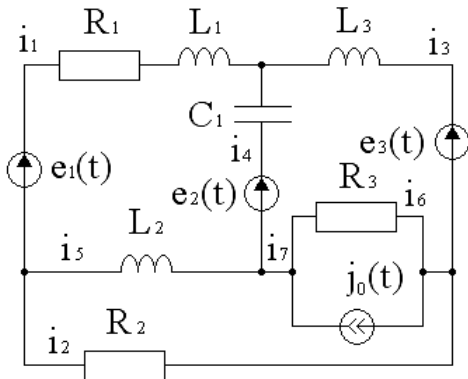 R₁ L₁ L₃
i₁ i₃
C₁
e₁(t) i₄ e₃(t)
e₂(t) R₃ i₆
L₂
i₅ i₇
j₀(t)
R₂
i₂